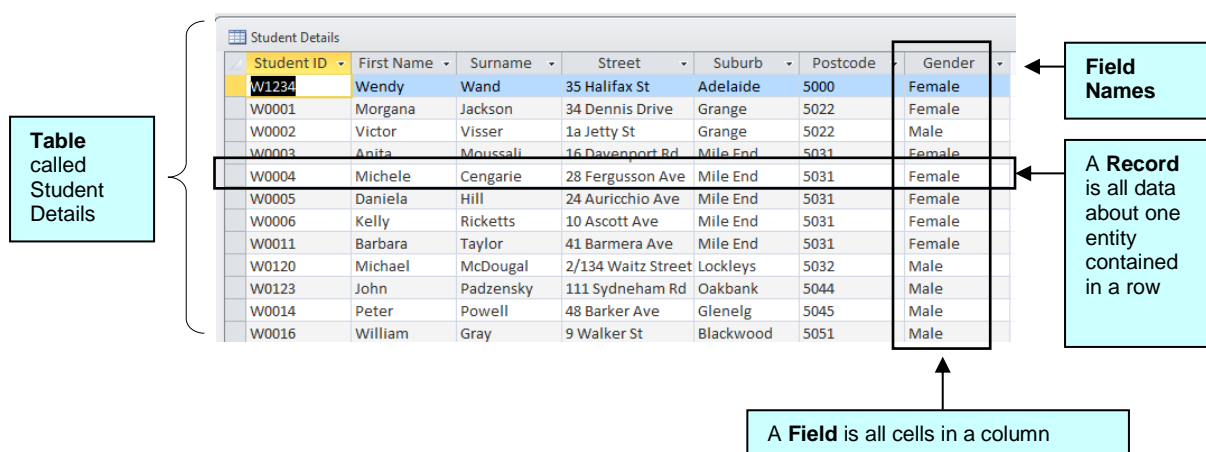 Student Details
Student ID First Name Surname Street Suburb Postcode Gender
W1234 Wendy Wand 35 Halifax St Adelaide 5000 Female
W0001 Morgana Jackson 34 Dennis Drive Grange 5022 Female
W0002 Victor Visser 1a Jetty St Grange 5022 Male
W0003 Anita Moussali 16 Davenport Rd Mile End 5031 Female
W0004 Michele Cengarie 28 Fergusson Ave Mile End 5031 Female
W0005 Daniela Hill 24 Auricchio Ave Mile End 5031 Female
W0006 Kelly Ricketts 10 Ascott Ave Mile End 5031 Female
W0011 Barbara Taylor 41 Barmera Ave Mile End 5031 Female
W0120 Michael McDougal 2/134 Waitz Street Lockleys 5032 Male
W0123 John Padzensky 111 Sydneham Rd Oakbank 5044 Male
W0014 Peter Powell 48 Barker Ave Glenelg 5045 Male
W0016 William Gray 9 Walker St Blackwood 5051 Male
Table
called
Student
Details
Field
Names
A Record
is all data
about one
entity
contained
in a row
A Field is all cells in a column